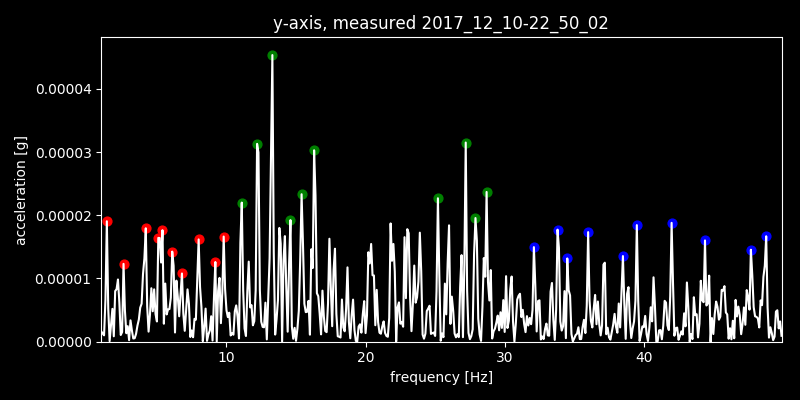 y-axis, measured 2017_12_10-22_50_02
acceleration [g]
0.00004
0.00003
0.00002
0.00001
0.00000
10 20 30 40
frequency [Hz]